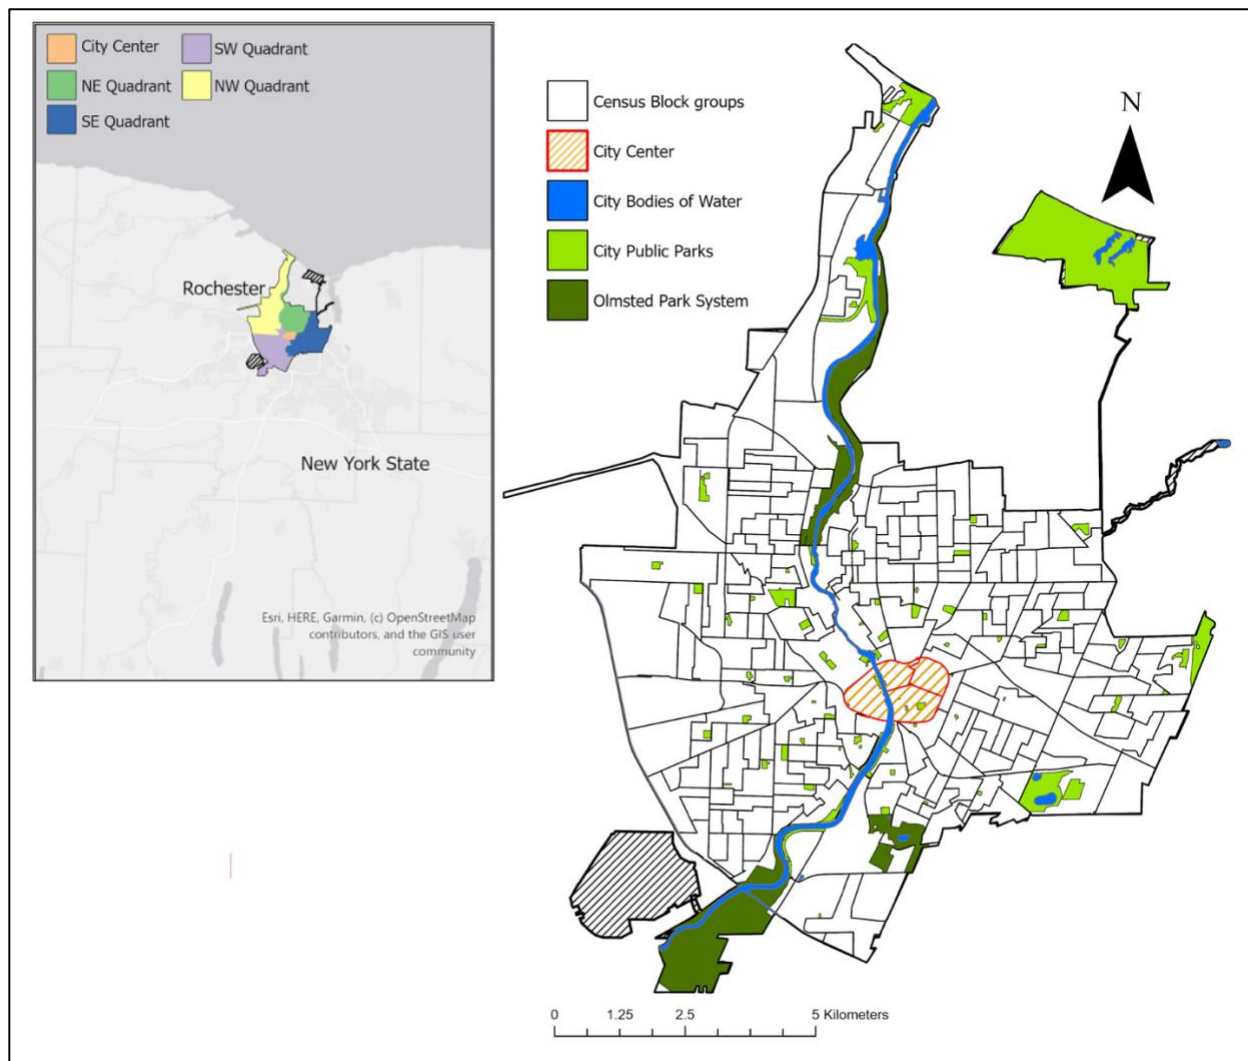 City Center
SW Quadrant
NE Quadrant
NW Quadrant
SE Quadrant
Rochester
New York State
Esri, HERE, Garmin, (c) OpenStreetMap
contributors, and the GIS user
community
Census Block groups
City Center
City Bodies of Water
City Public Parks
Olmsted Park System
N
0 1.25 2.5 5 Kilometers